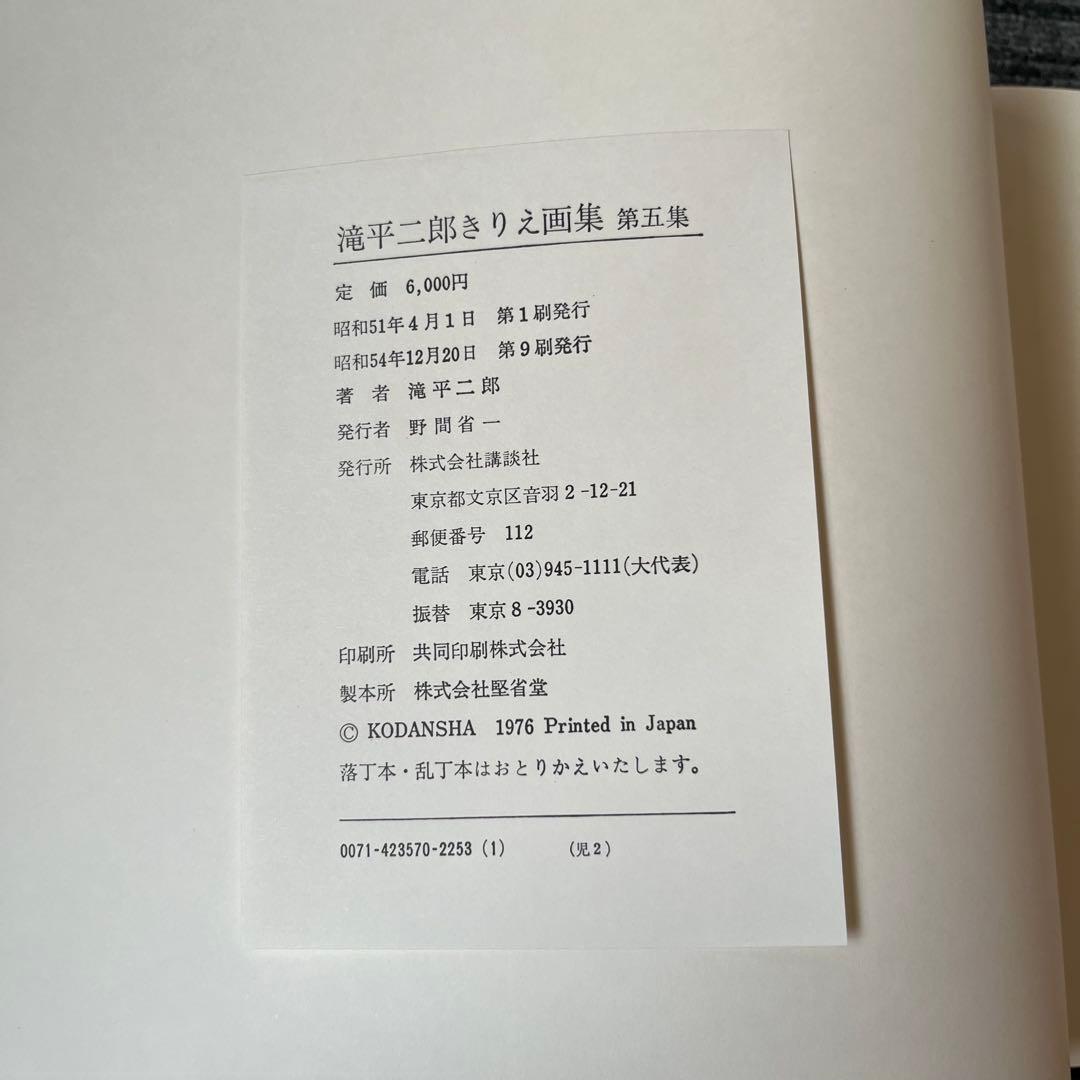 滝平二郎きりえ画集 第五集
定 価 6,000円
昭和51年4月1日 第1刷発行
昭和54年12月20日 第9刷発行
著 者 滝平二郎
発行者 野間省一
発行所 株式会社講談社
東京都文京区音羽2-12-21
郵便番号 112
電話 東京(03)945-1111(大代表)
振替 東京8-3930
印刷所 共同印刷株式会社
製本所 株式会社堅省堂
© KODANSHA 1976 Printed in Japan
落丁本・乱丁本はおとりかえいたします。
0071-423570-2253 (1) (児2)